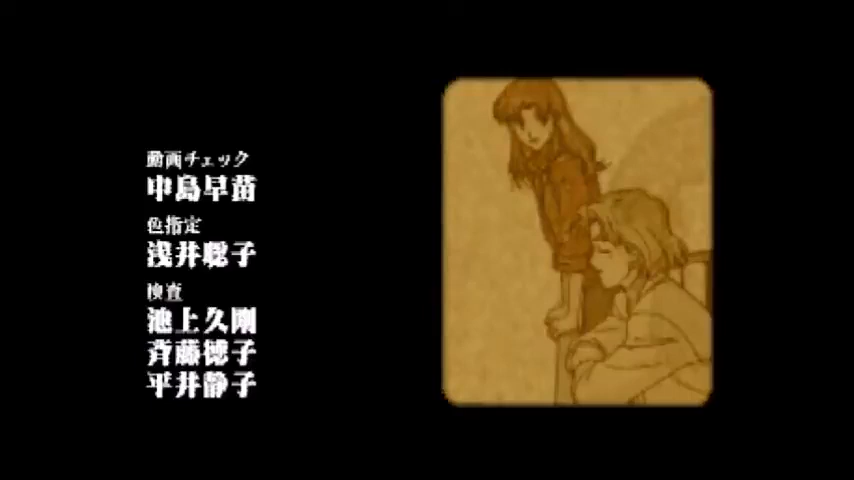 動画チェック
中島早苗
色指定
浅井聡子
検査
池上久剛
斉藤徳子
平井静子